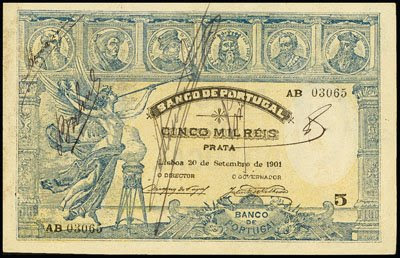 AB 03065
BANCO DE PORTUGAL
CINCO MIL RÉIS
PRATA
Lisboa 20 de Setembro de 1901
O DIRECTOR O GOVERNADOR
5
AB 03065
BANCO
DE
PORTUGAL